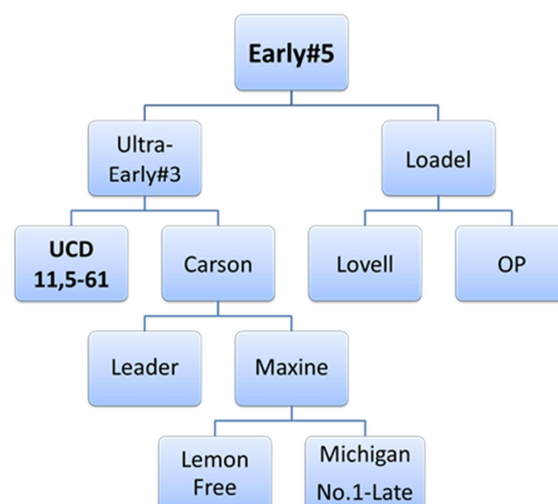 Early#5
Ultra-
Early#3
Loadel
UCD
11,5-61
Carson
Lovell
OP
Leader
Maxine
Lemon
Free
Michigan
No.1-Late